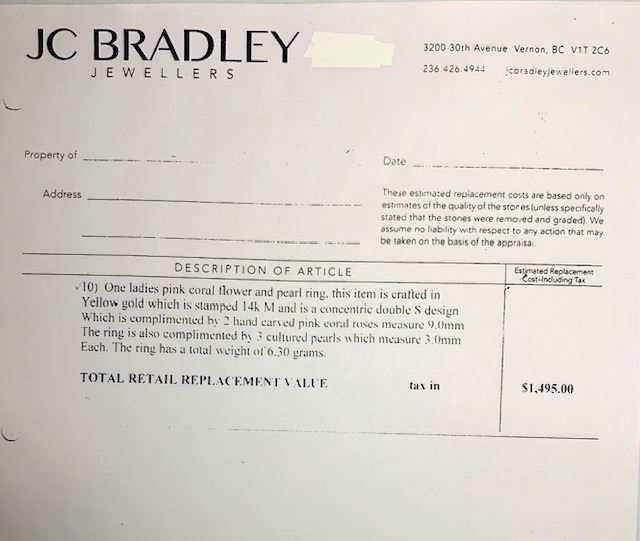 JC BRADLEY
JEWELLERS
3200 30th Avenue Vernon, BC V1T 2C6
236.426.4944 jcbradleyjewellers.com
Property of
Date
Address
These estimated replacement costs are based only on
estimates of the quality of the stones (unless specifically
stated that the stones were removed and graded). We
assume no liability with respect to any action that may
be taken on the basis of the appraisal.
DESCRIPTION OF ARTICLE
Estimated Replacement
Cost-Including Tax
10) One ladies pink coral flower and pearl ring. this item is crafted in
Yellow gold which is stamped 14k M and is a concentric double S design
Which is complimented by 2 hand carved pink coral roses measure 9.0mm
The ring is also complimented by 3 cultured pearls which measure 3.0mm
Each. The ring has a total weight of 6.30 grams.
TOTAL RETAIL REPLACEMENT VALUE tax in $1,495.00